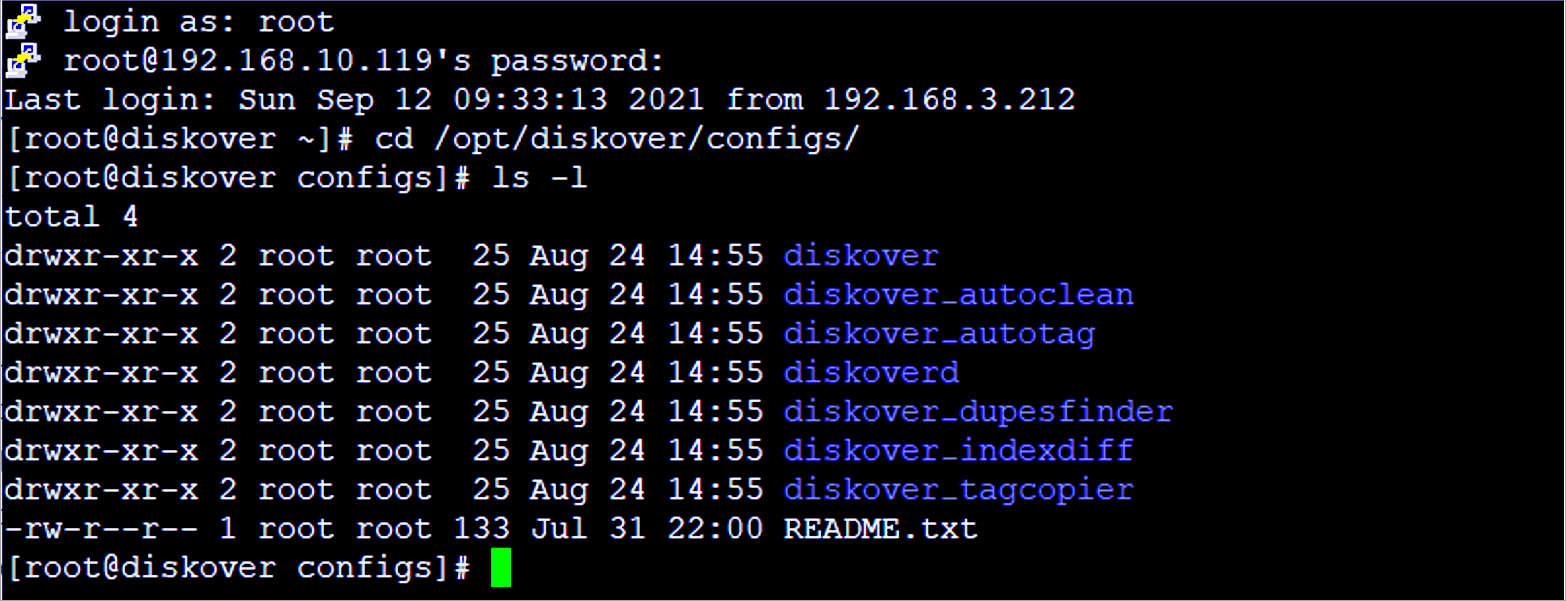 login as: root
root@192.168.10.119's password:
Last login: Sun Sep 12 09:33:13 2021 from 192.168.3.212
[root@diskover ~]# cd /opt/diskover/configs/
[root@diskover configs]# ls -l
total 4
drwxr-xr-x 2 root root  25 Aug 24 14:55 diskover
drwxr-xr-x 2 root root  25 Aug 24 14:55 diskover_autoclean
drwxr-xr-x 2 root root  25 Aug 24 14:55 diskover_autotag
drwxr-xr-x 2 root root  25 Aug 24 14:55 diskoverd
drwxr-xr-x 2 root root  25 Aug 24 14:55 diskover_dupesfinder
drwxr-xr-x 2 root root  25 Aug 24 14:55 diskover_indexdiff
drwxr-xr-x 2 root root  25 Aug 24 14:55 diskover_tagcopier
-rw-r--r-- 1 root root 133 Jul 31 22:00 README.txt
[root@diskover configs]#